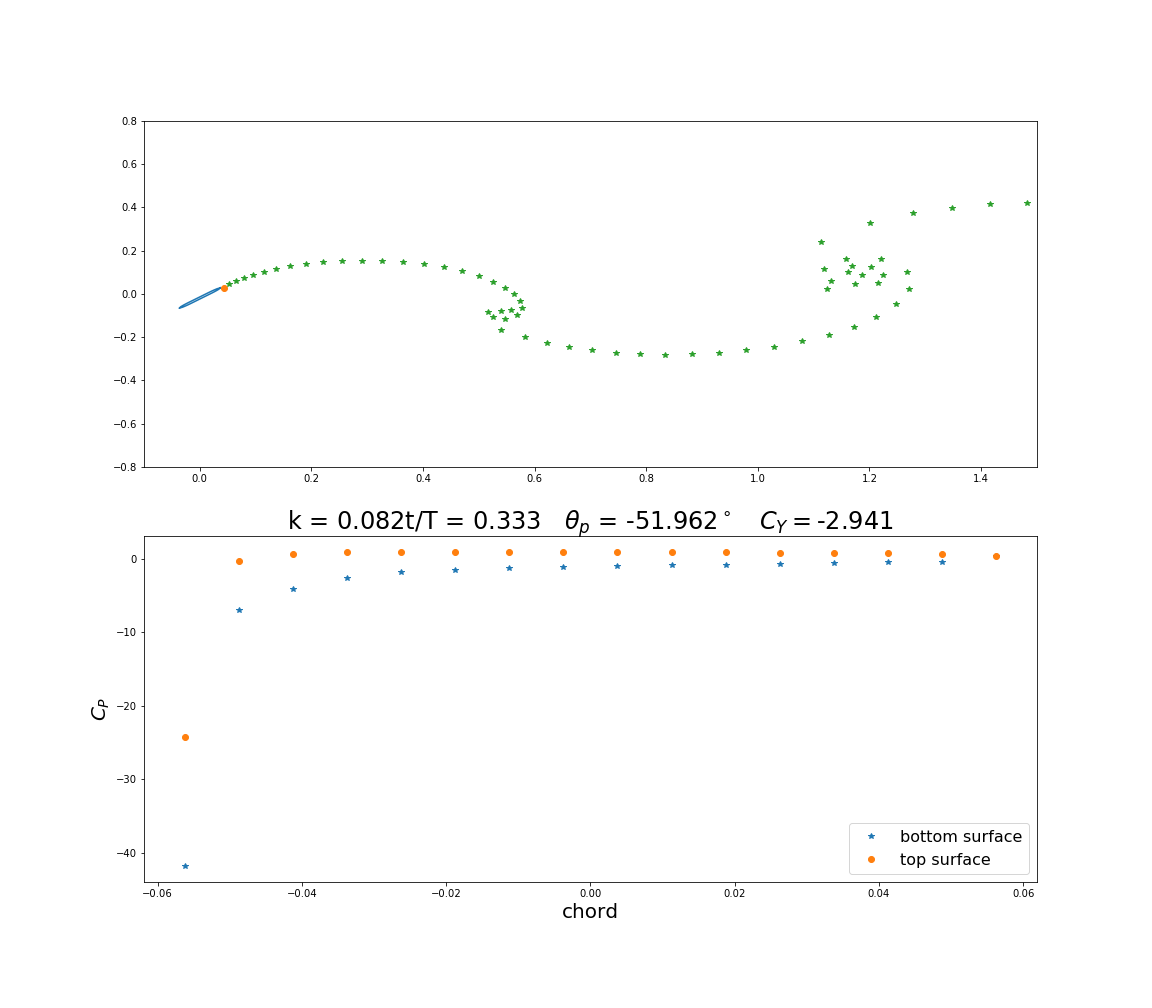 0.8
0.6
0.4
0.2
0.0
−0.2
−0.4
−0.6
−0.8
0.0 0.2 0.4 0.6 0.8 1.0 1.2 1.4
k = 0.082t/T = 0.333 θp = -51.962° CY = -2.941
0
−10
−20
−30
−40
CP
−0.06 −0.04 −0.02 0.00 0.02 0.04 0.06
chord
bottom surface
top surface